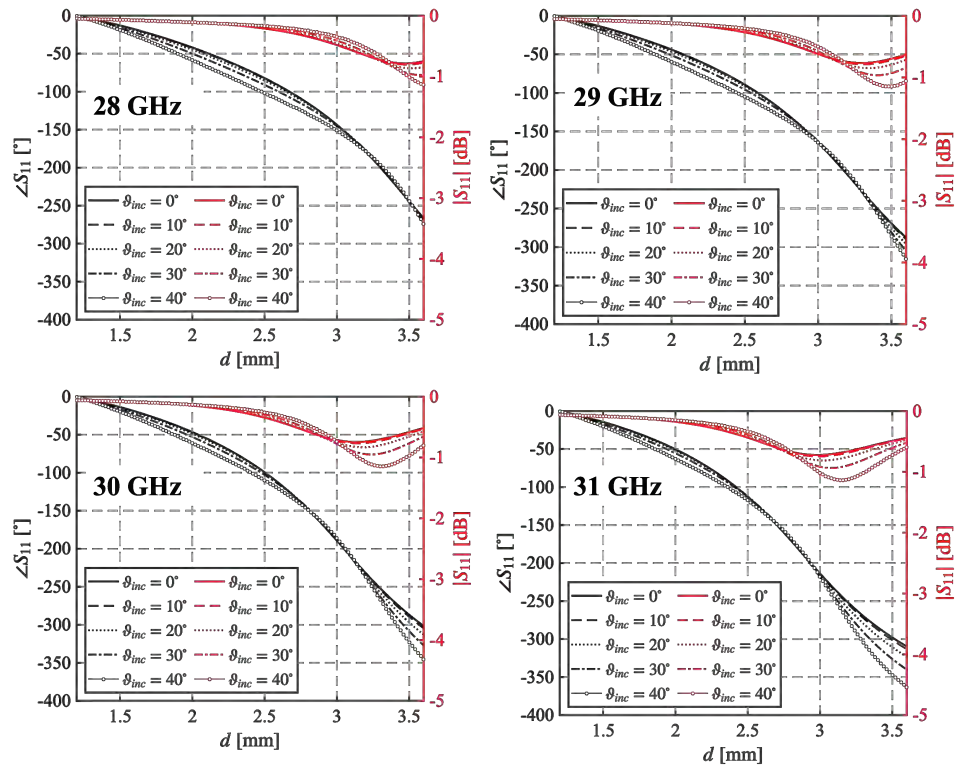 28 GHz
0
-50
-100
-150
-200
-250
-300
-350
-400
∠S11 [°]
1.5 2 2.5 3 3.5
d [mm]
0
-1
-2
-3
-4
-5
|S11| [dB]
ϑinc = 0° ϑinc = 0°
ϑinc = 10° ϑinc = 10°
ϑinc = 20° ϑinc = 20°
ϑinc = 30° ϑinc = 30°
ϑinc = 40° ϑinc = 40°
29 GHz
0
-50
-100
-150
-200
-250
-300
-350
-400
∠S11 [°]
1.5 2 2.5 3 3.5
d [mm]
0
-1
-2
-3
-4
-5
|S11| [dB]
ϑinc = 0° ϑinc = 0°
ϑinc = 10° ϑinc = 10°
ϑinc = 20° ϑinc = 20°
ϑinc = 30° ϑinc = 30°
ϑinc = 40° ϑinc = 40°
30 GHz
0
-50
-100
-150
-200
-250
-300
-350
-400
∠S11 [°]
1.5 2 2.5 3 3.5
d [mm]
0
-1
-2
-3
-4
-5
|S11| [dB]
ϑinc = 0° ϑinc = 0°
ϑinc = 10° ϑinc = 10°
ϑinc = 20° ϑinc = 20°
ϑinc = 30° ϑinc = 30°
ϑinc = 40° ϑinc = 40°
31 GHz
0
-50
-100
-150
-200
-250
-300
-350
-400
∠S11 [°]
1.5 2 2.5 3 3.5
d [mm]
0
-1
-2
-3
-4
-5
|S11| [dB]
ϑinc = 0° ϑinc = 0°
ϑinc = 10° ϑinc = 10°
ϑinc = 20° ϑinc = 20°
ϑinc = 30° ϑinc = 30°
ϑinc = 40° ϑinc = 40°